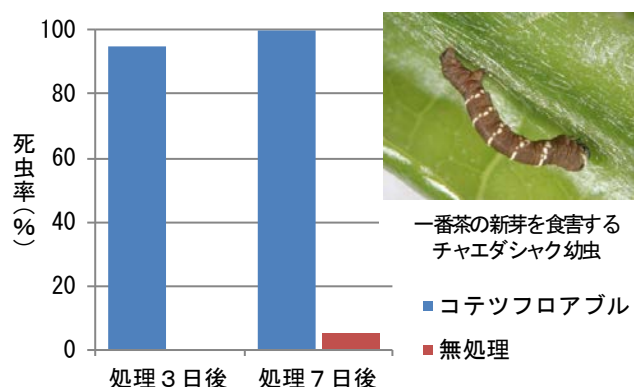 100
80
60
40
20
0
死虫率(%)
処理3日後
処理7日後
一番茶の新芽を食害する
チャエダシャク幼虫
コテツフロアブル
無処理